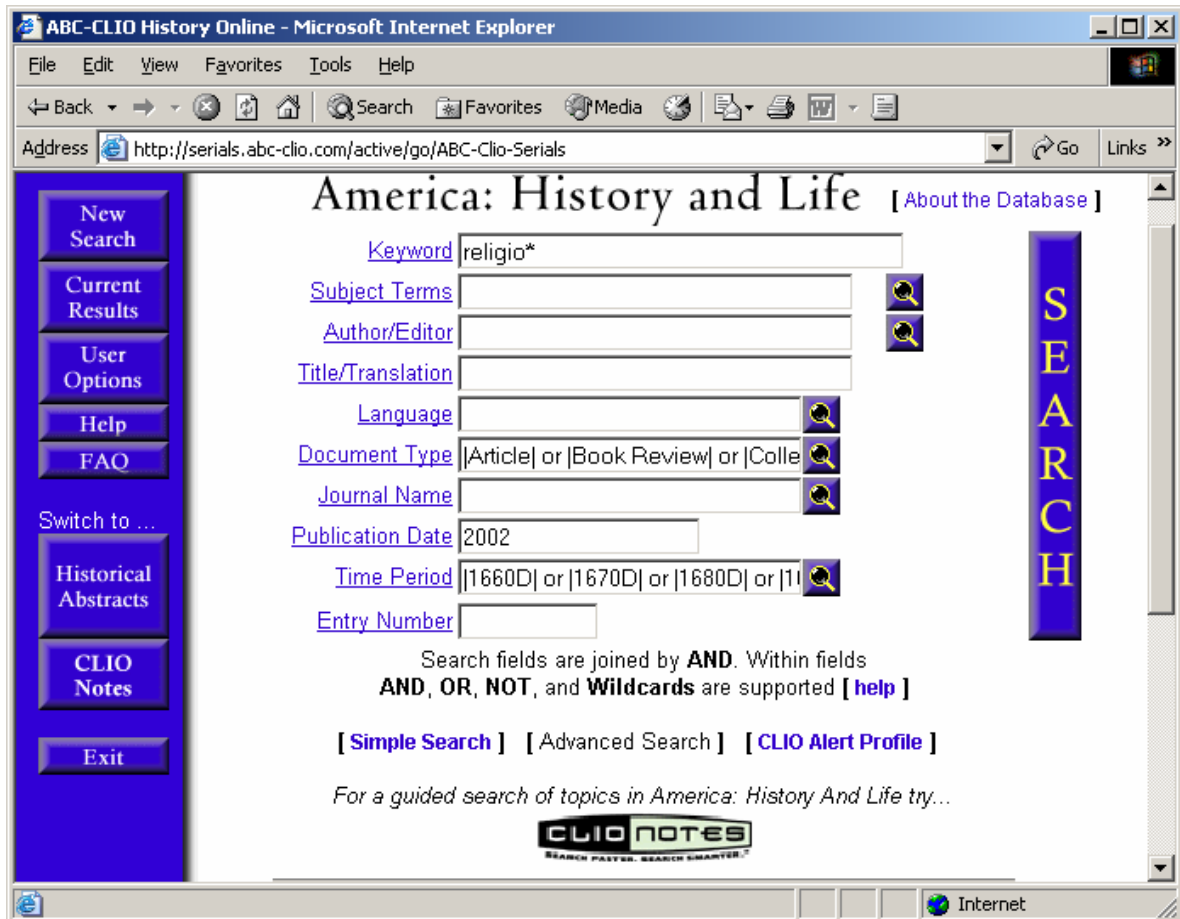 ABC-CLIO History Online - Microsoft Internet Explorer
File Edit View Favorites Tools Help
Back Search Favorites Media
Address http://serials.abc-clio.com/active/go/ABC-Clio-Serials Go Links »
New Search
Current Results
User Options
Help
FAQ
Switch to ...
Historical Abstracts
CLIO Notes
Exit
America: History and Life [ About the Database ]
Keyword religio*
Subject Terms
Author/Editor
Title/Translation
Language
Document Type |Article| or |Book Review| or |Colle
Journal Name
Publication Date 2002
Time Period |1660D| or |1670D| or |1680D| or |1
Entry Number
SEARCH
Search fields are joined by AND. Within fields
AND, OR, NOT, and Wildcards are supported [ help ]
[ Simple Search ] [ Advanced Search ] [ CLIO Alert Profile ]
For a guided search of topics in America: History And Life try...
CLIO NOTES
SEARCH FASTER. SEARCH SMARTER.™
Internet